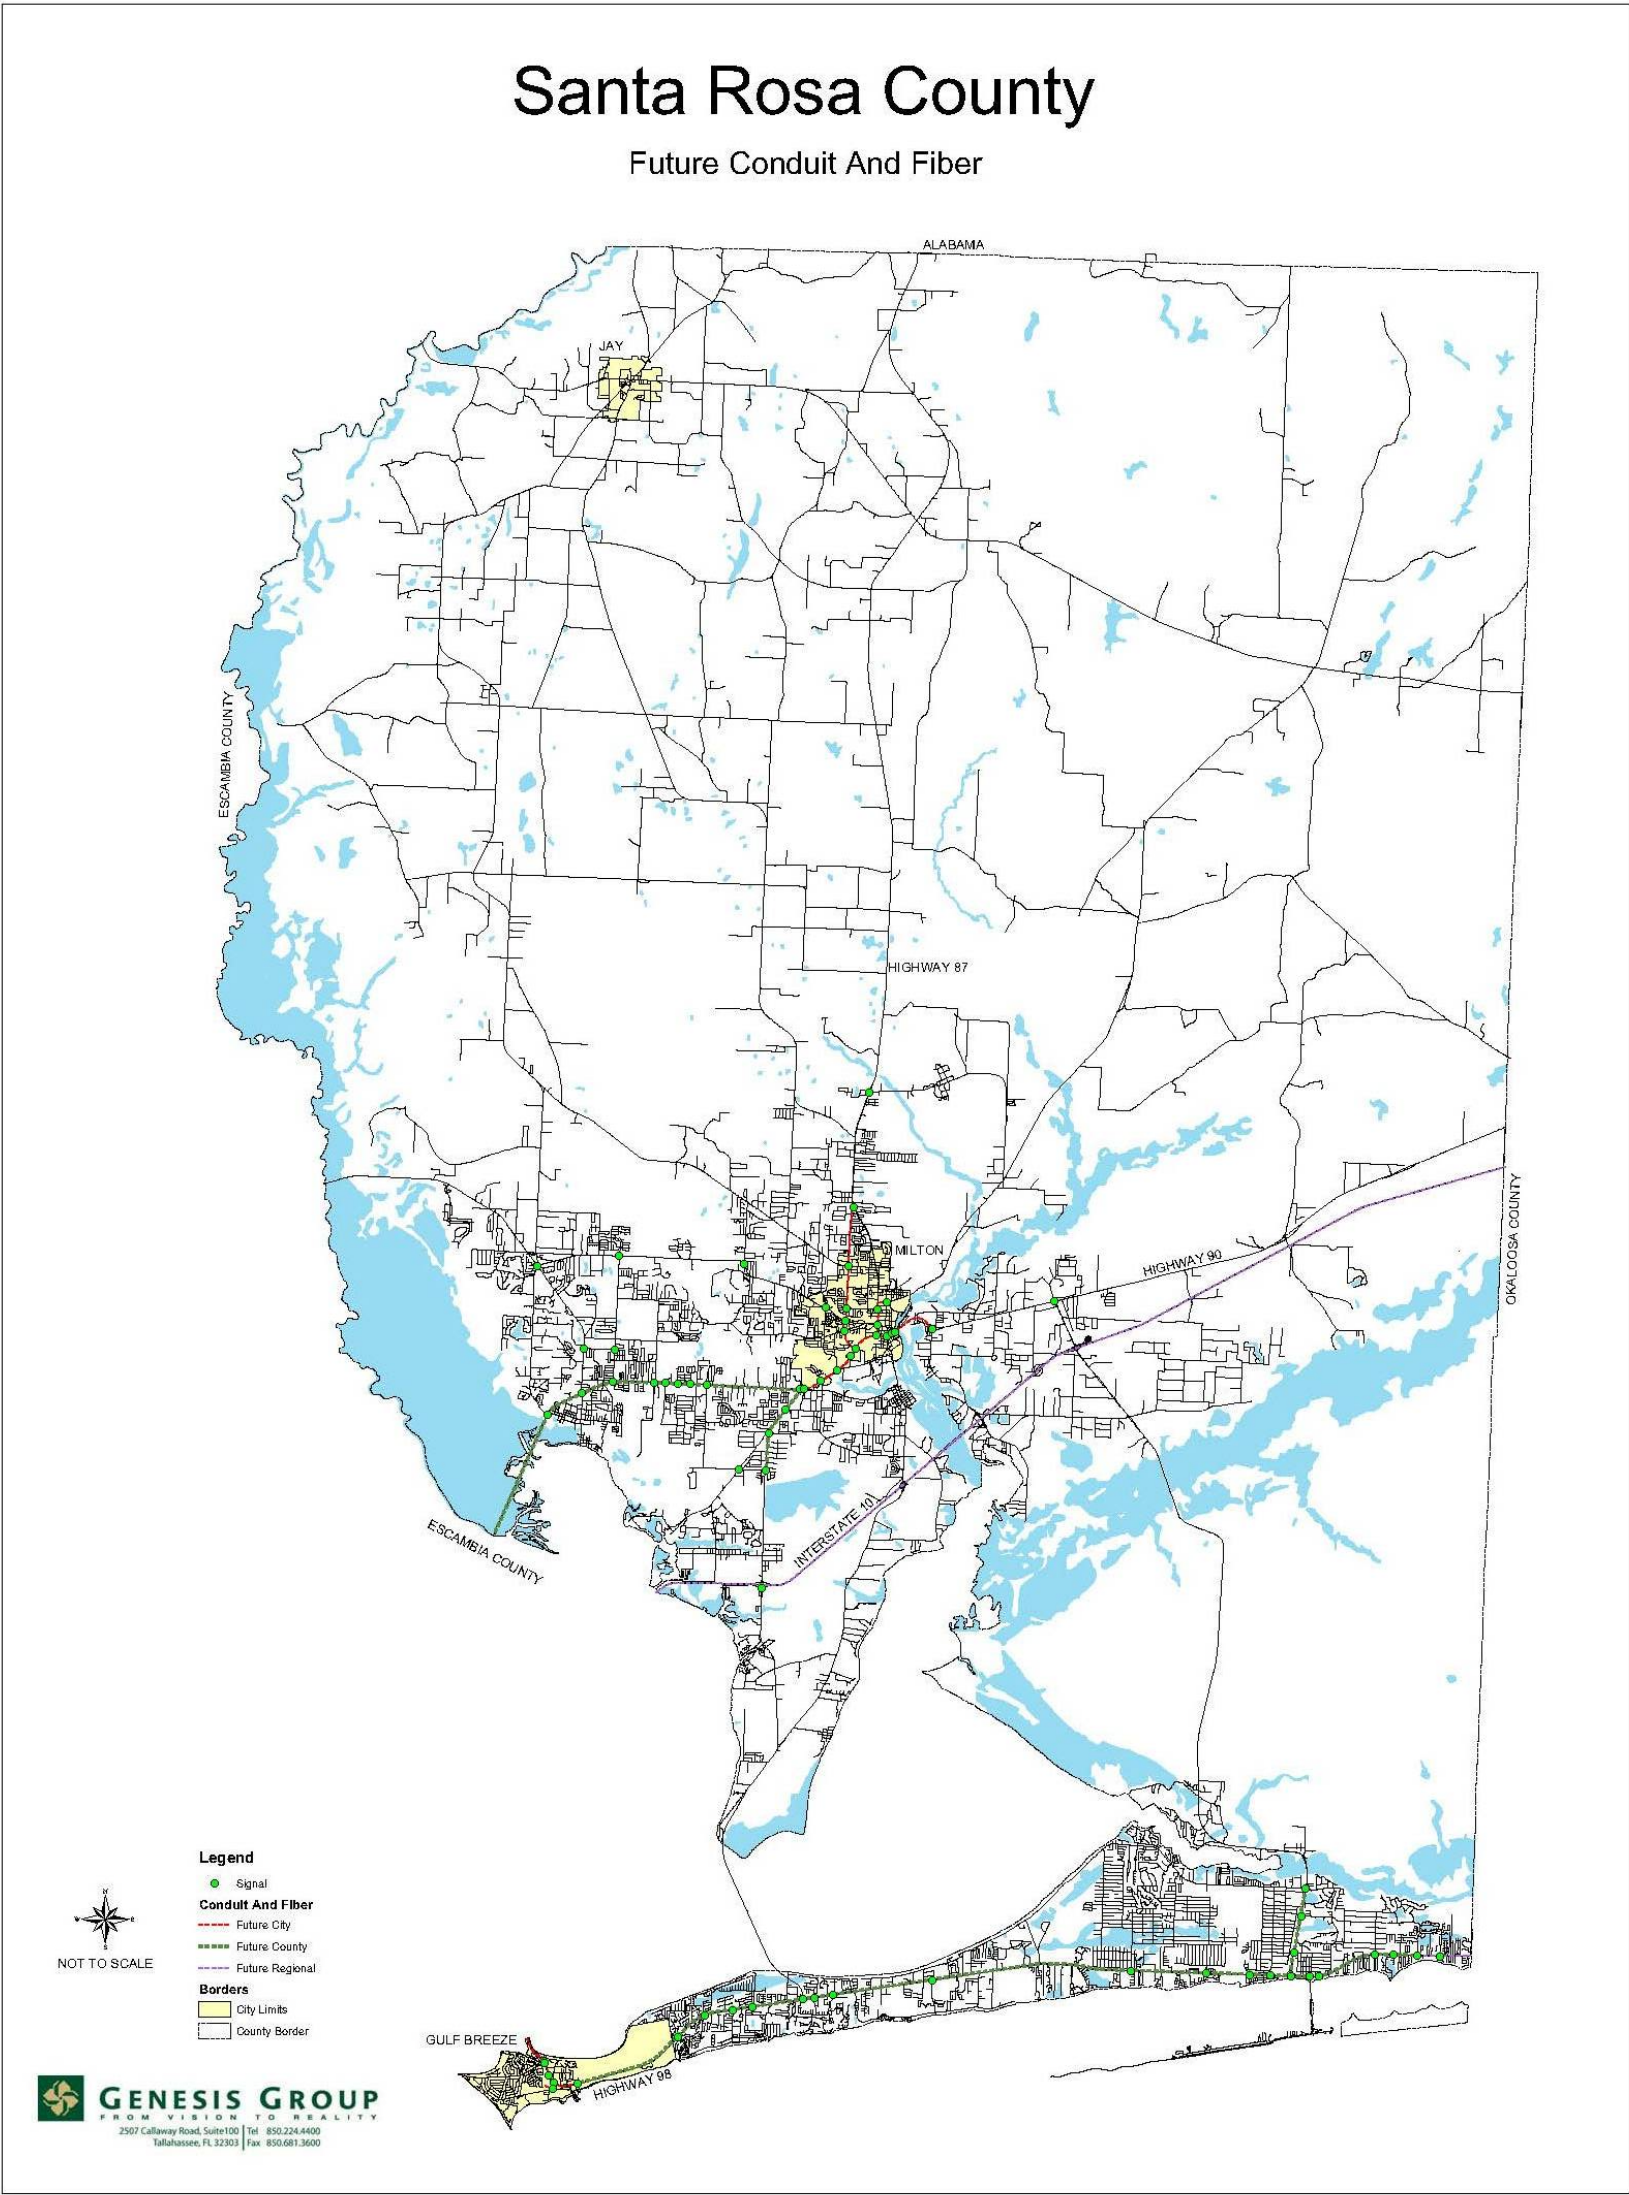 Santa Rosa County
Future Conduit And Fiber
ALABAMA
JAY
ESCAMBIA COUNTY
HIGHWAY 87
MILTON
HIGHWAY 90
OKALOOSA COUNTY
INTERSTATE 10
ESCAMBIA COUNTY
Legend
Signal
Conduit And Fiber
Future City
Future County
Future Regional
Borders
City Limits
County Border
N
W E
S
NOT TO SCALE
GULF BREEZE
HIGHWAY 98
GENESIS GROUP
FROM VISION TO REALITY
2507 Callaway Road, Suite100 | Tel 850.224.4400
Tallahassee, FL 32303 | Fax 850.681.3600